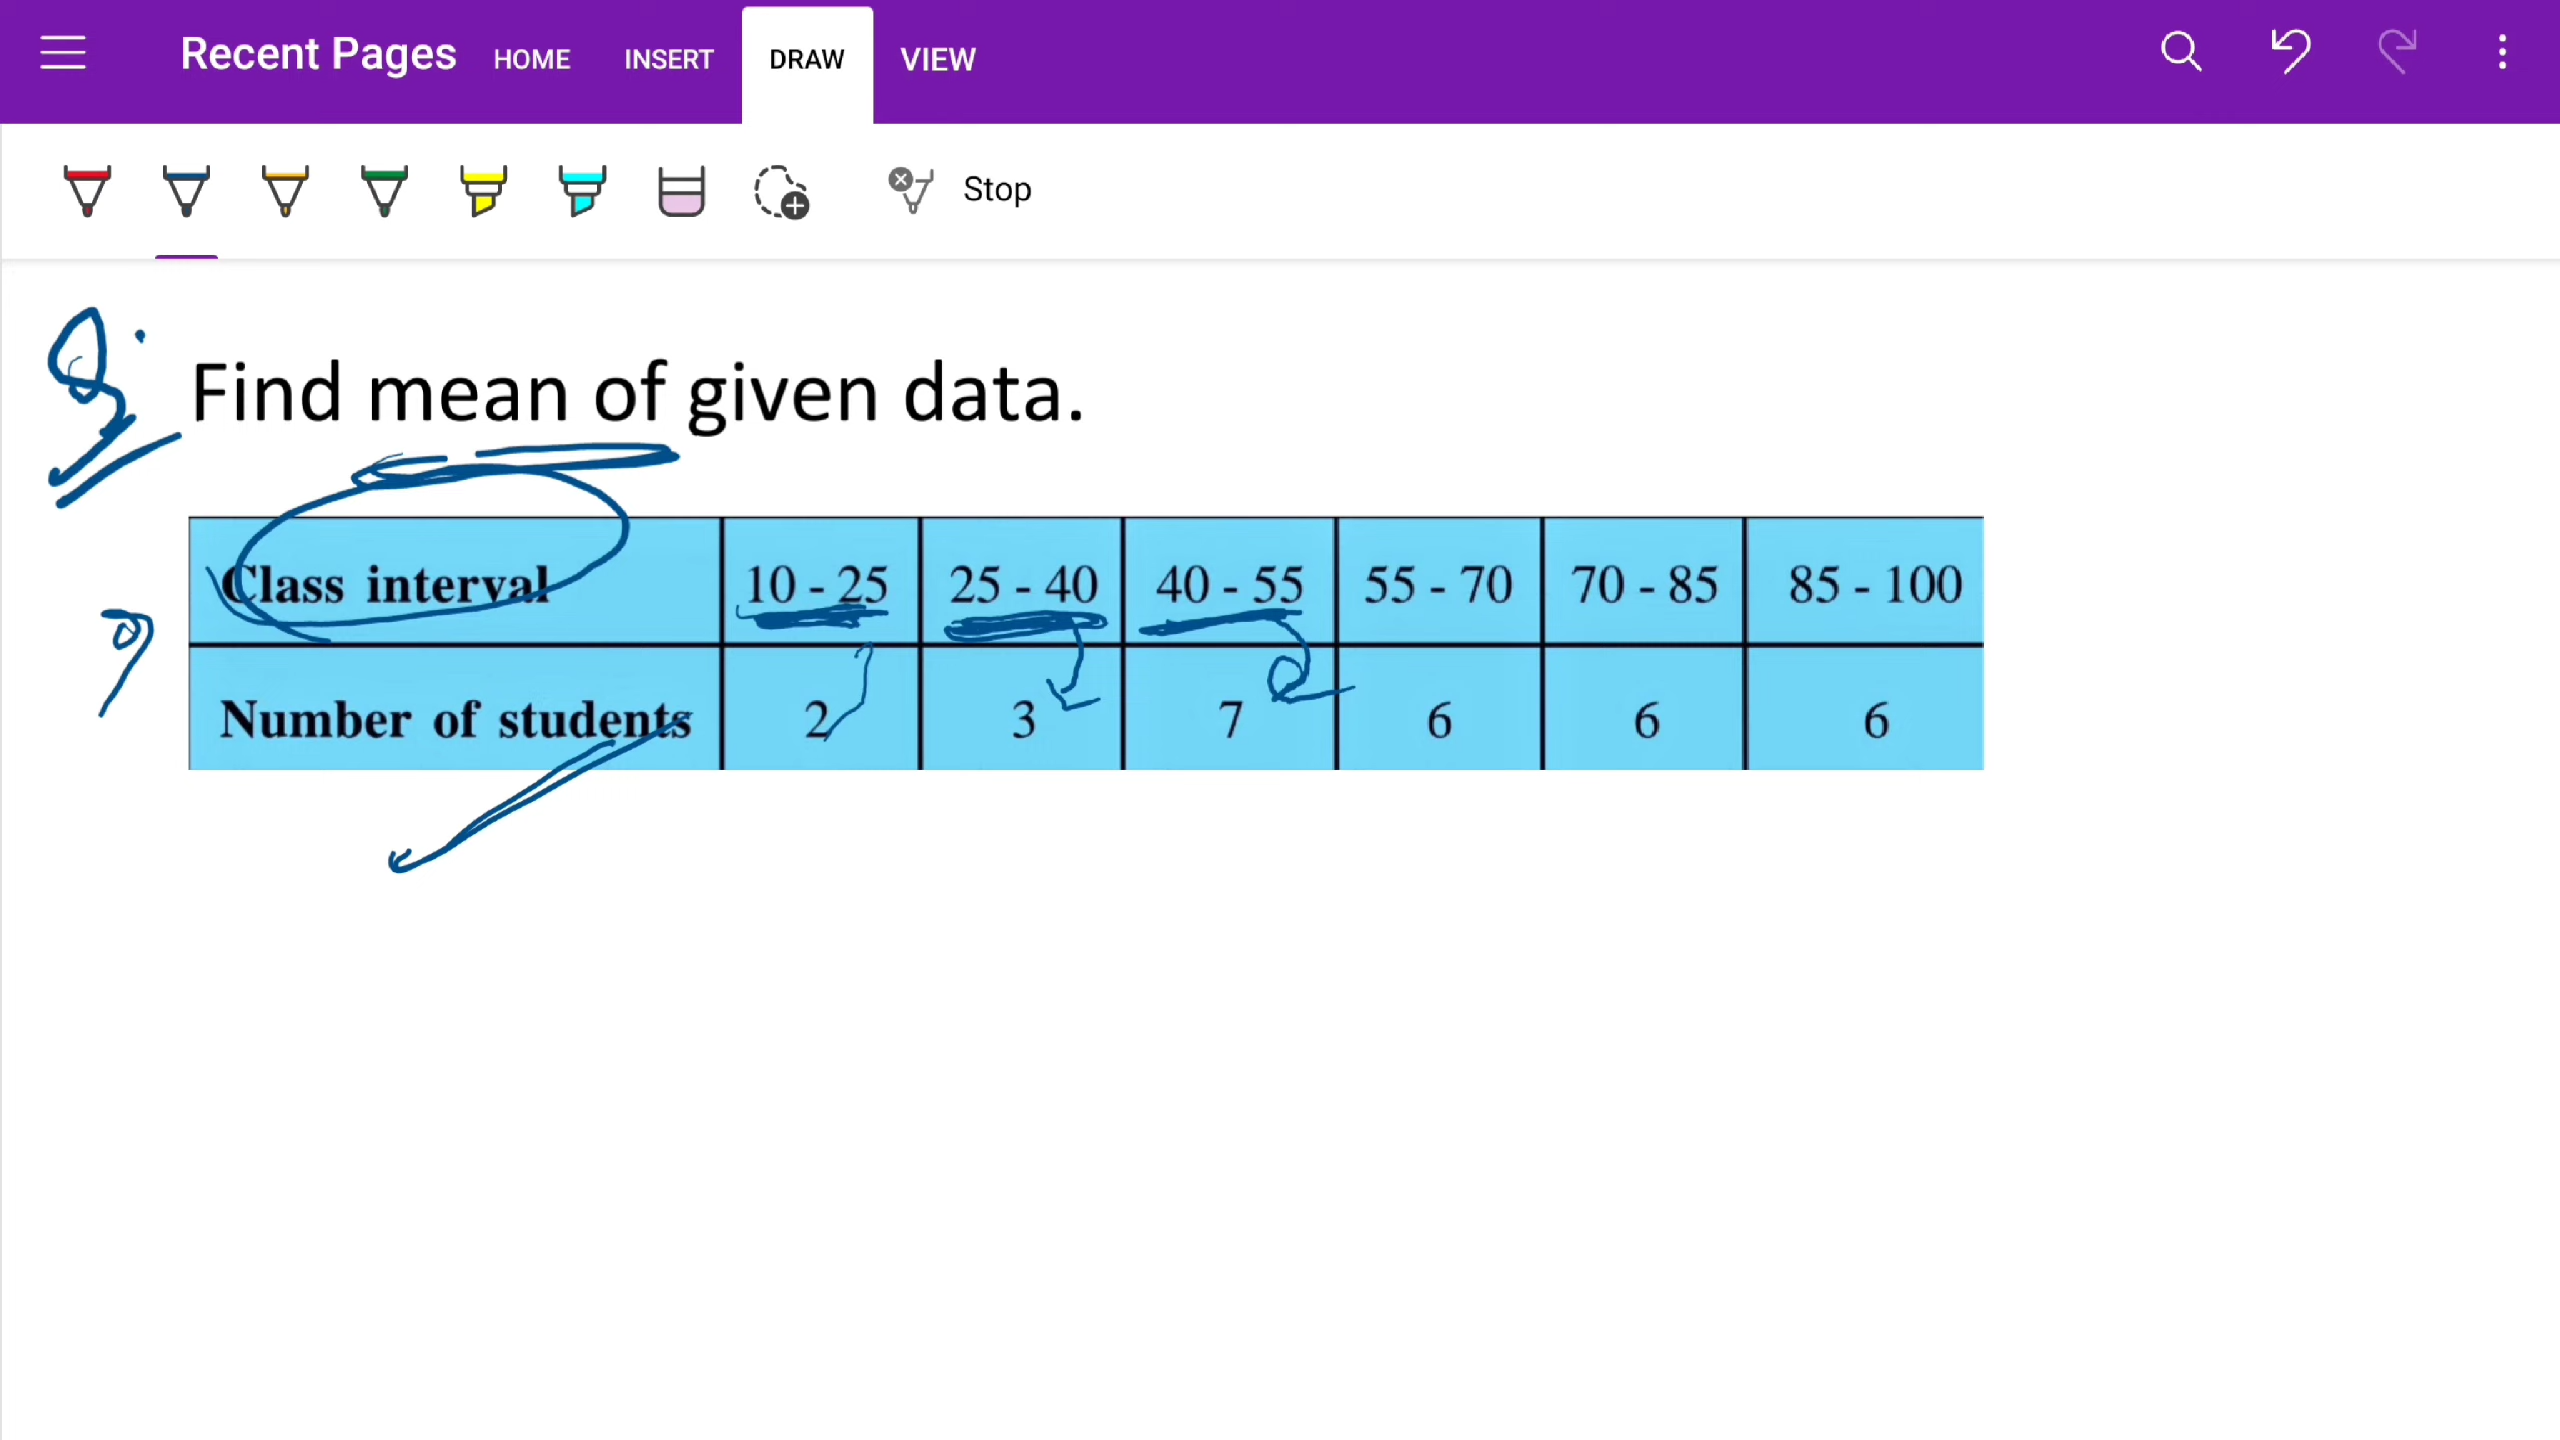 Recent Pages HOME INSERT DRAW VIEW
Stop
Q. Find mean of given data.
Class interval 10 - 25 25 - 40 40 - 55 55 - 70 70 - 85 85 - 100
Number of students 2 3 7 6 6 6